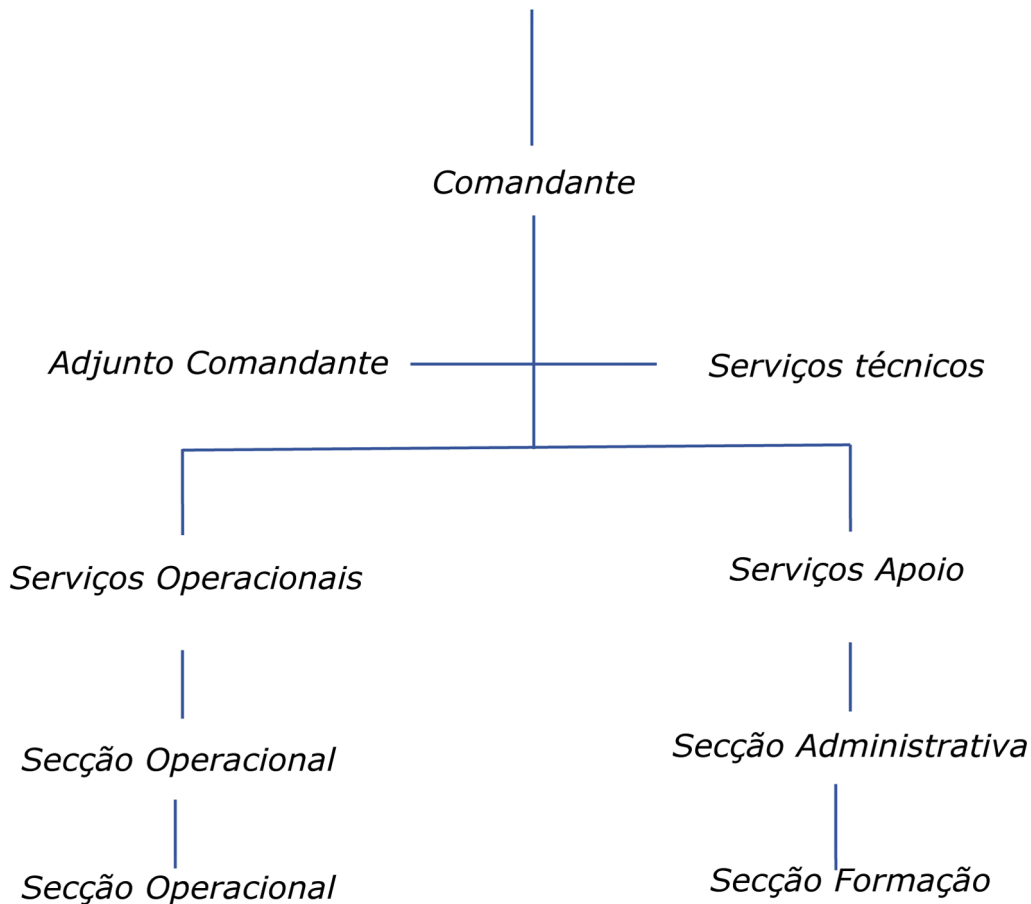 Comandante
Adjunto Comandante
Serviços técnicos
Serviços Operacionais
Serviços Apoio
Secção Operacional
Secção Administrativa
Secção Operacional
Secção Formação